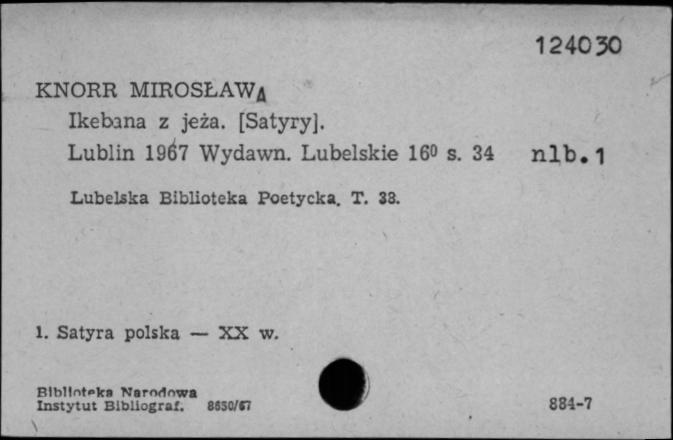 124030
KNORR MIROSŁAWA
Ikebana z jeża. [Satyry].
Lublin 1967 Wydawn. Lubelskie 16⁰ s. 34 nlb. 1
Lubelska Biblioteka Poetycka. T. 38.
1. Satyra polska — XX w.
Biblioteka Narodowa
Instytut Bibliograf. 8650/67
884-7